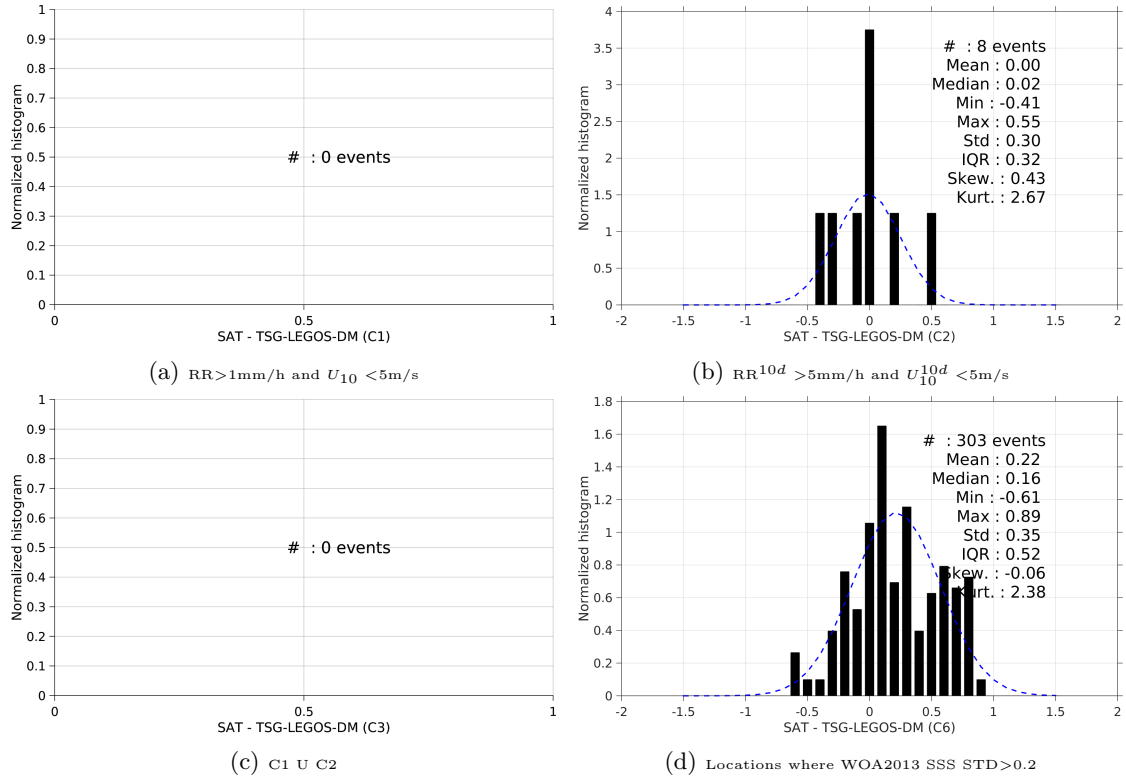 1
0.9
0.8
0.7
0.6
0.5
0.4
0.3
0.2
0.1
0
Normalized histogram
# : 0 events
0 0.5 1
SAT - TSG-LEGOS-DM (C1)
(a) RR>1mm/h and U10 <5m/s
4
3.5
3
2.5
2
1.5
1
0.5
0
Normalized histogram
# : 8 events
Mean : 0.00
Median : 0.02
Min : -0.41
Max : 0.55
Std : 0.30
IQR : 0.32
Skew. : 0.43
Kurt. : 2.67
-2 -1.5 -1 -0.5 0 0.5 1 1.5 2
SAT - TSG-LEGOS-DM (C2)
(b) RR10d >5mm/h and U10d10 <5m/s
1
0.9
0.8
0.7
0.6
0.5
0.4
0.3
0.2
0.1
0
Normalized histogram
# : 0 events
0 0.5 1
SAT - TSG-LEGOS-DM (C3)
(c) C1 U C2
1.8
1.6
1.4
1.2
1
0.8
0.6
0.4
0.2
0
Normalized histogram
# : 303 events
Mean : 0.22
Median : 0.16
Min : -0.61
Max : 0.89
Std : 0.35
IQR : 0.52
Skew. : -0.06
Kurt. : 2.38
-2 -1.5 -1 -0.5 0 0.5 1 1.5 2
SAT - TSG-LEGOS-DM (C6)
(d) Locations where WOA2013 SSS STD>0.2